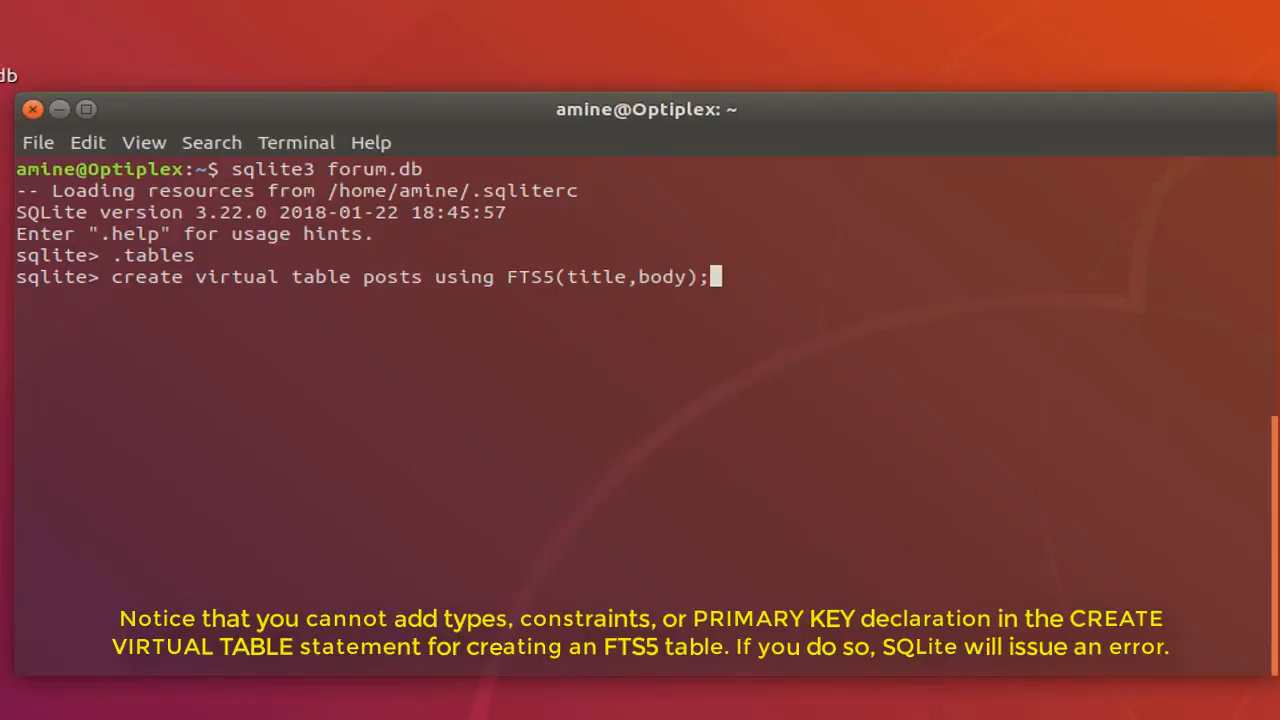 db
amine@Optiplex: ~
File Edit View Search Terminal Help
amine@Optiplex:~$ sqlite3 forum.db
-- Loading resources from /home/amine/.sqliterc
SQLite version 3.22.0 2018-01-22 18:45:57
Enter ".help" for usage hints.
sqlite> .tables
sqlite> create virtual table posts using FTS5(title,body);
Notice that you cannot add types, constraints, or PRIMARY KEY declaration in the CREATE
VIRTUAL TABLE statement for creating an FTS5 table. If you do so, SQLite will issue an error.